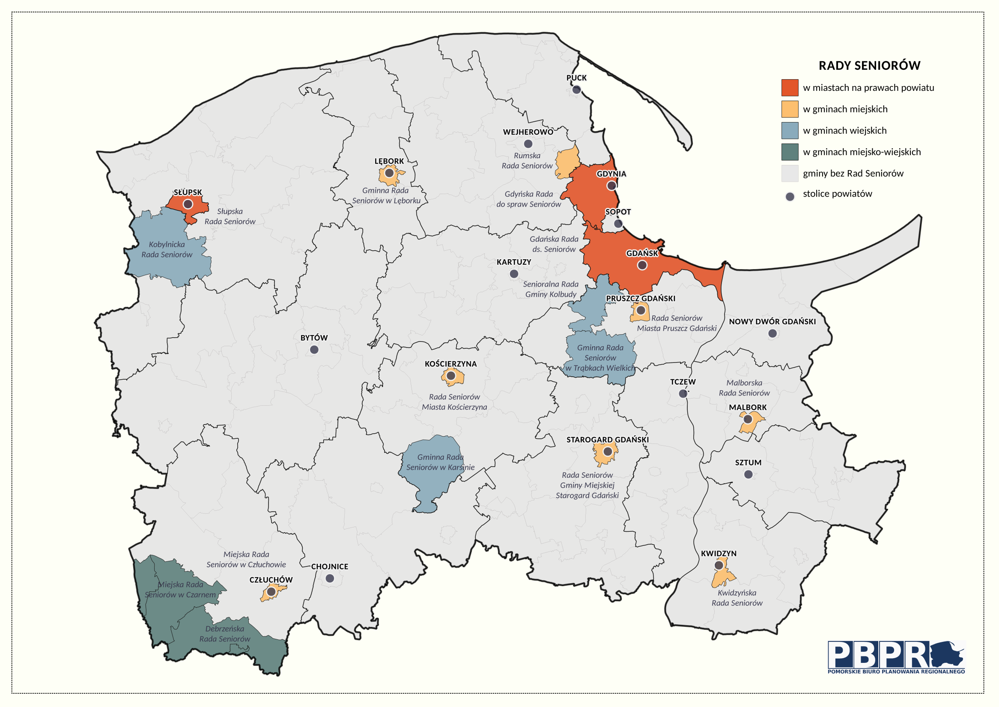 RADY SENIORÓW
w miastach na prawach powiatu
w gminach miejskich
w gminach wiejskich
w gminach miejsko-wiejskich
gminy bez Rad Seniorów
stolice powiatów
PUCK
WEJHEROWO
Rumska
Rada Seniorów
LĘBORK
Gminna Rada
Seniorów w Lęborku
GDYNIA
Gdyńska Rada
do spraw Seniorów
SŁUPSK
Słupska
Rada Seniorów
SOPOT
Kobylnicka
Rada Seniorów
Gdańska Rada
ds. Seniorów
GDAŃSK
KARTUZY
Senioralna Rada
Gminy Kolbudy
PRUSZCZ GDAŃSKI
Rada Seniorów
Miasta Pruszcz Gdański
NOWY DWÓR GDAŃSKI
BYTÓW
Gminna Rada
Seniorów
w Trąbkach Wielkich
KOŚCIERZYNA
Rada Seniorów
Miasta Kościerzyna
TCZEW
Malborska
Rada Seniorów
MALBORK
STAROGARD GDAŃSKI
Rada Seniorów
Gminy Miejskiej
Starogard Gdański
Gminna Rada
Seniorów w Karsinie
SZTUM
Miejska Rada
Seniorów w Człuchowie
CZŁUCHÓW
CHOJNICE
KWIDZYN
Kwidzyńska
Rada Seniorów
Miejska Rada
Seniorów w Czarnem
Debrzeńska
Rada Seniorów
PBPR
POMORSKIE BIURO PLANOWANIA REGIONALNEGO